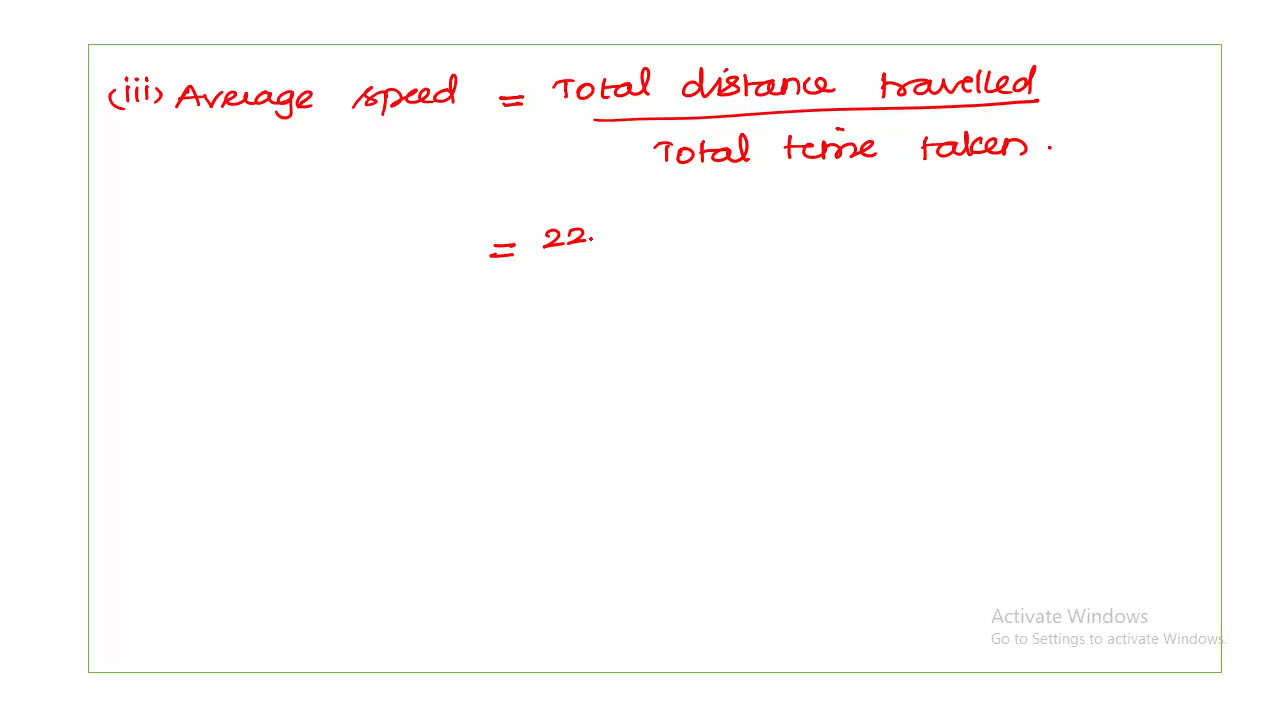 (iii) Average speed = Total distance travelled
Total time taken.
= 22.
Activate Windows
Go to Settings to activate Windows.